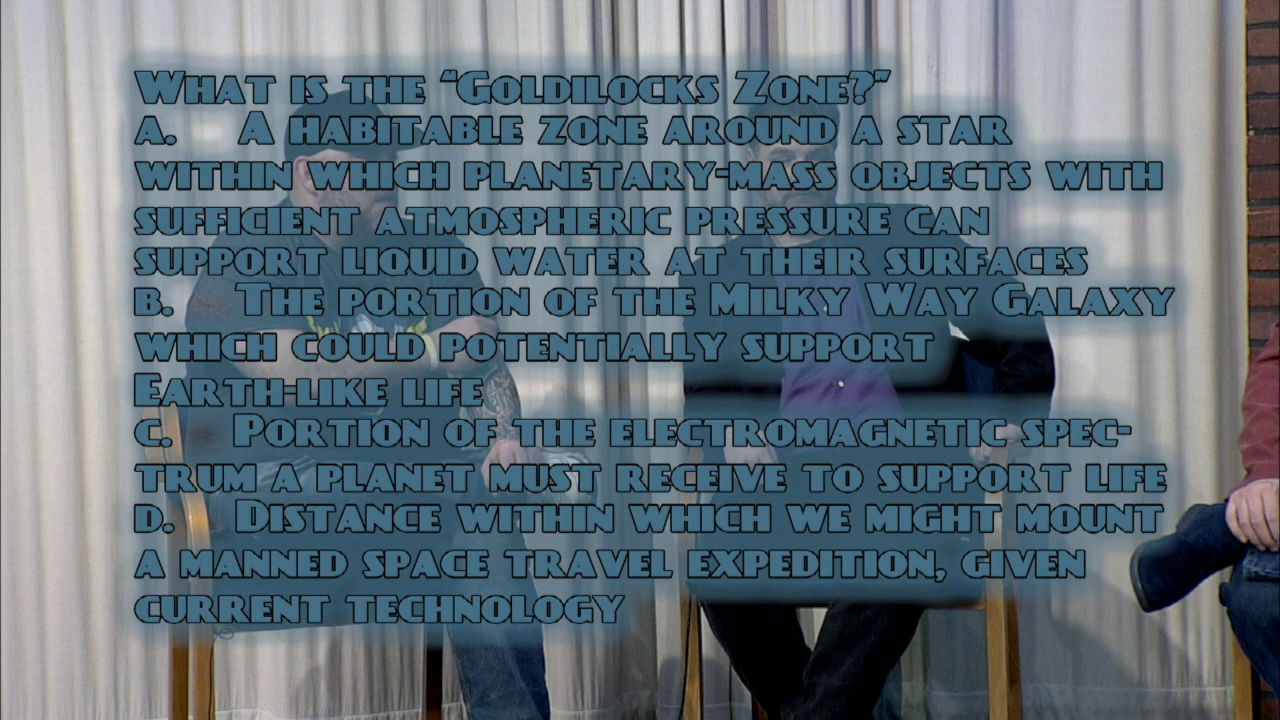 What is the “Goldilocks Zone?”
A. A habitable zone around a star
within which planetary-mass objects with
sufficient atmospheric pressure can
support liquid water at their surfaces
B. The portion of the Milky Way Galaxy
which could potentially support
Earth-like life
C. Portion of the electromagnetic spec-
trum a planet must receive to support life
D. Distance within which we might mount
a manned space travel expedition, given
current technology